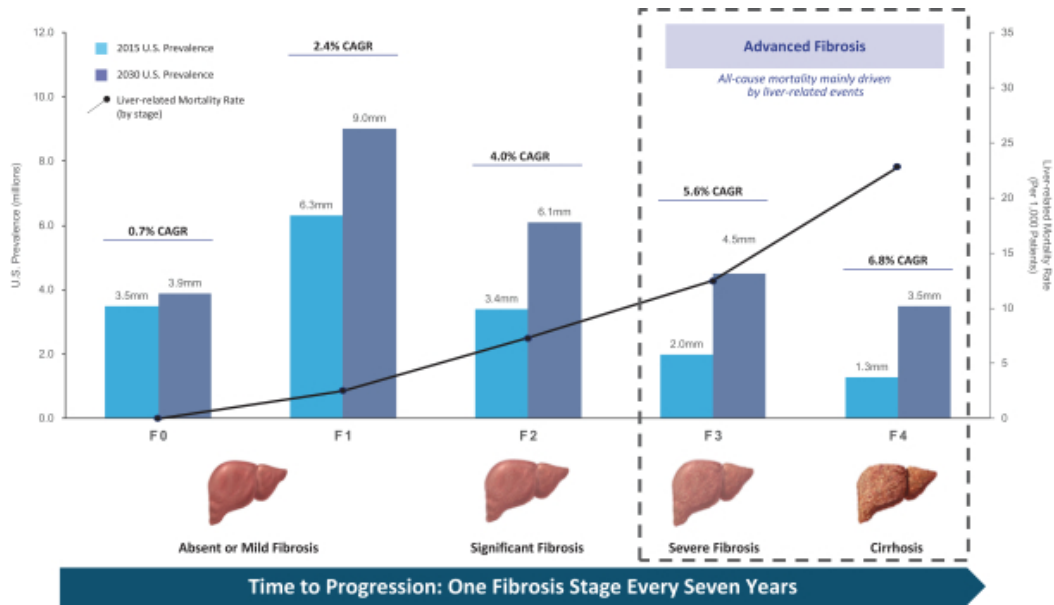 12.0
10.0
8.0
6.0
4.0
2.0
0.0
U.S. Prevalence (millions)
2015 U.S. Prevalence
2030 U.S. Prevalence
Liver-related Mortality Rate
(by stage)
0.7% CAGR
3.5mm
3.9mm
2.4% CAGR
6.3mm
9.0mm
4.0% CAGR
3.4mm
6.1mm
Advanced Fibrosis
All-cause mortality mainly driven
by liver-related events
5.6% CAGR
2.0mm
4.5mm
6.8% CAGR
1.3mm
3.5mm
35
30
25
20
15
10
5
0
Liver-related Mortality Rate
(Per 1,000 Patients)
F0
F1
F2
F3
F4
Absent or Mild Fibrosis
Significant Fibrosis
Severe Fibrosis
Cirrhosis
Time to Progression: One Fibrosis Stage Every Seven Years